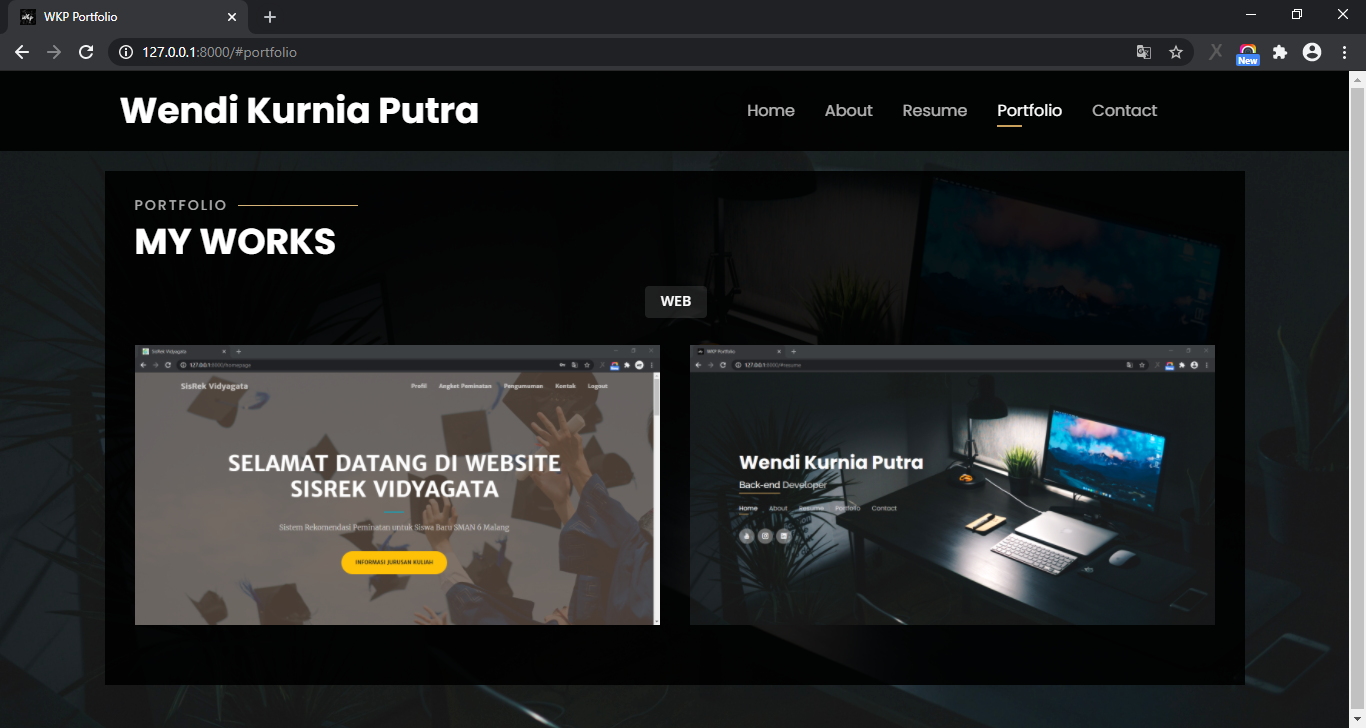 WKP Portfolio
127.0.0.1:8000/#portfolio
New
Wendi Kurnia Putra
Home About Resume Portfolio Contact
PORTFOLIO
MY WORKS
WEB
SisRek Vidyagata
127.0.0.1:8000/homepage
SisRek Vidyagata
Profil Angket Peminatan Pengumuman Kontak Logout
SELAMAT DATANG DI WEBSITE
SISREK VIDYAGATA
Sistem Rekomendasi Peminatan untuk Siswa Baru SMAN 6 Malang
INFORMASI JURUSAN KULIAH
WKP Portfolio
127.0.0.1:8000/#resume
Wendi Kurnia Putra
Back-end Developer
Home About Resume Portfolio Contact